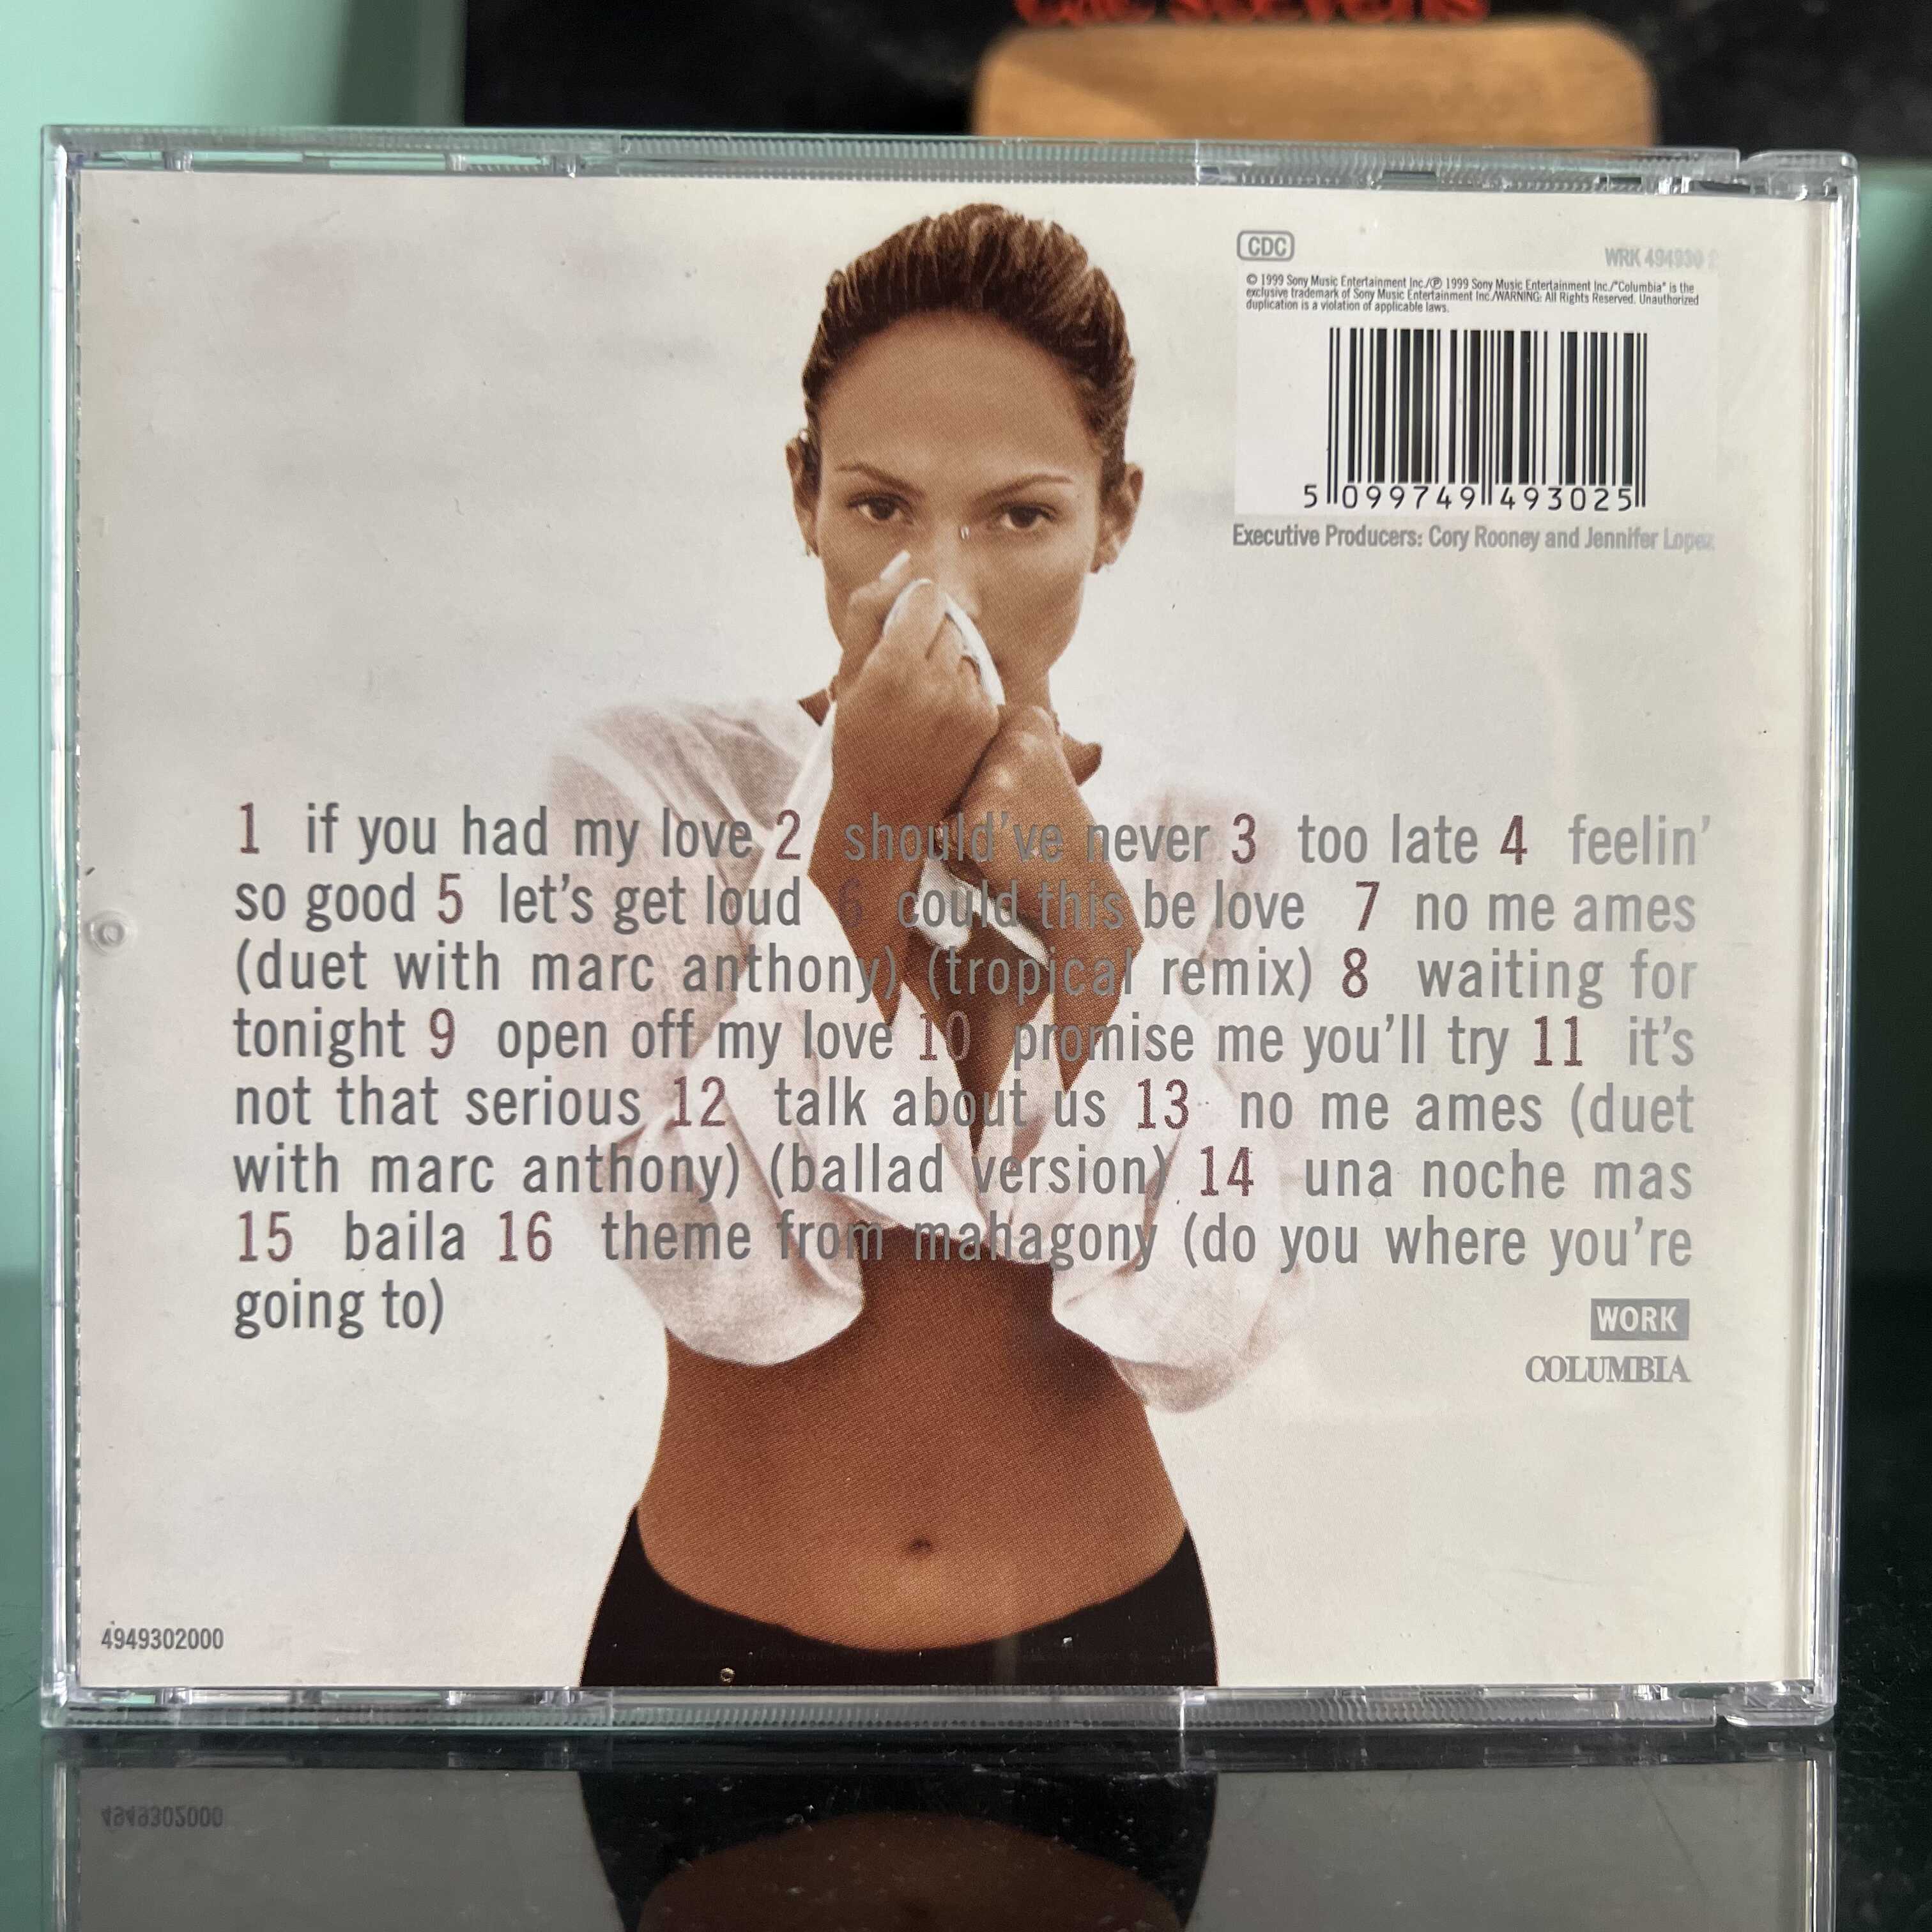 Cat Stevens
CDC
WRK 494930 2
© 1999 Sony Music Entertainment Inc./℗ 1999 Sony Music Entertainment Inc./"Columbia" is the
exclusive trademark of Sony Music Entertainment Inc./WARNING: All Rights Reserved. Unauthorized
duplication is a violation of applicable laws.
5 099749 493025
Executive Producers: Cory Rooney and Jennifer Lopez
1 if you had my love 2 should've never 3 too late 4 feelin'
so good 5 let's get loud 6 could this be love 7 no me ames
(duet with marc anthony) (tropical remix) 8 waiting for
tonight 9 open off my love 10 promise me you'll try 11 it's
not that serious 12 talk about us 13 no me ames (duet
with marc anthony) (ballad version) 14 una noche mas
15 baila 16 theme from mahagony (do you where you're
going to)
WORK
COLUMBIA
4949302000